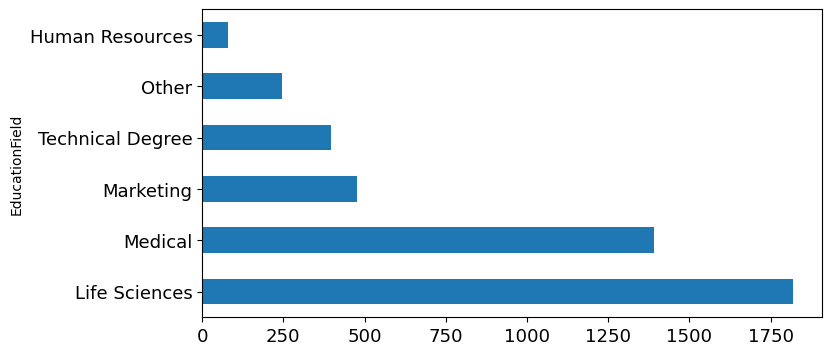 Human Resources
Other
Technical Degree
Marketing
Medical
Life Sciences
EducationField
0 250 500 750 1000 1250 1500 1750